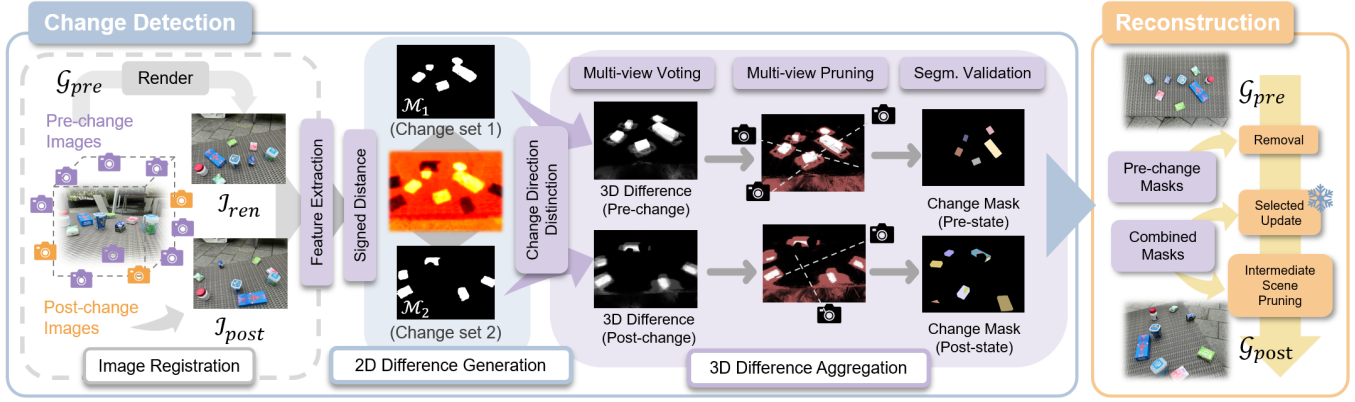 Change Detection
𝒢pre
Render
Pre-change
Images
ℐren
Post-change
Images
ℐpost
Image Registration
Feature Extraction
Signed Distance
ℳ1
(Change set 1)
ℳ2
(Change set 2)
2D Difference Generation
Change Direction
Distinction
Multi-view Voting
Multi-view Pruning
Segm. Validation
3D Difference
(Pre-change)
Change Mask
(Pre-state)
3D Difference
(Post-change)
Change Mask
(Post-state)
3D Difference Aggregation
Reconstruction
𝒢pre
Removal
Pre-change
Masks
Selected
Update
Combined
Masks
Intermediate
Scene
Pruning
𝒢post